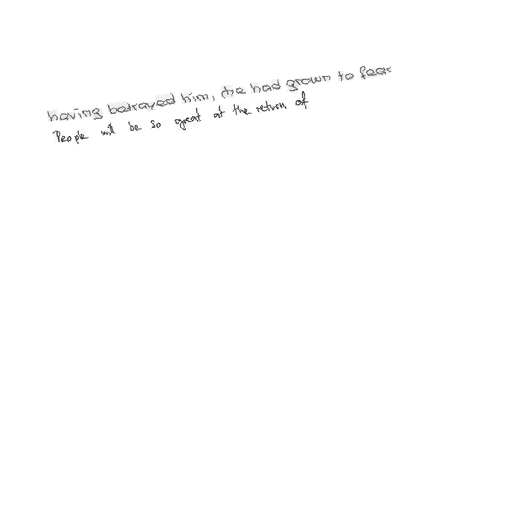 having betrayed him, she had grown to fear
People will be so great at the return of